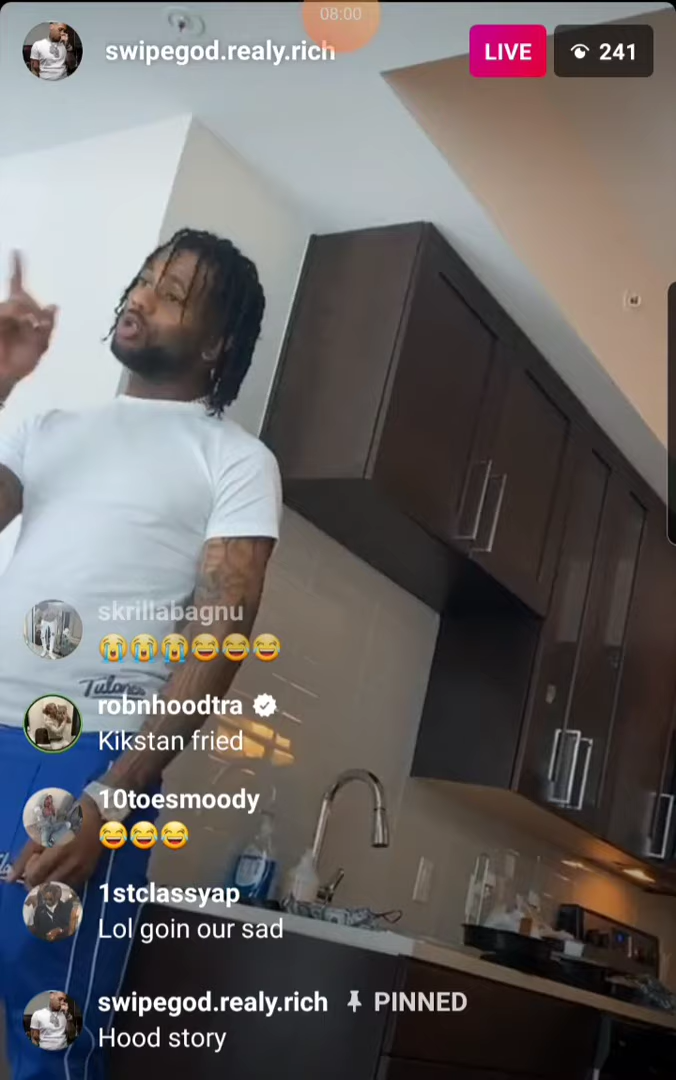 08:00
swipegod.realy.rich
LIVE
241
skrillabagnu
😭😭😭😂😂😂
robnhoodtra
Kikstan fried
10toesmoody
😂😂😂
1stclassyap
Lol goin our sad
swipegod.realy.rich PINNED
Hood story